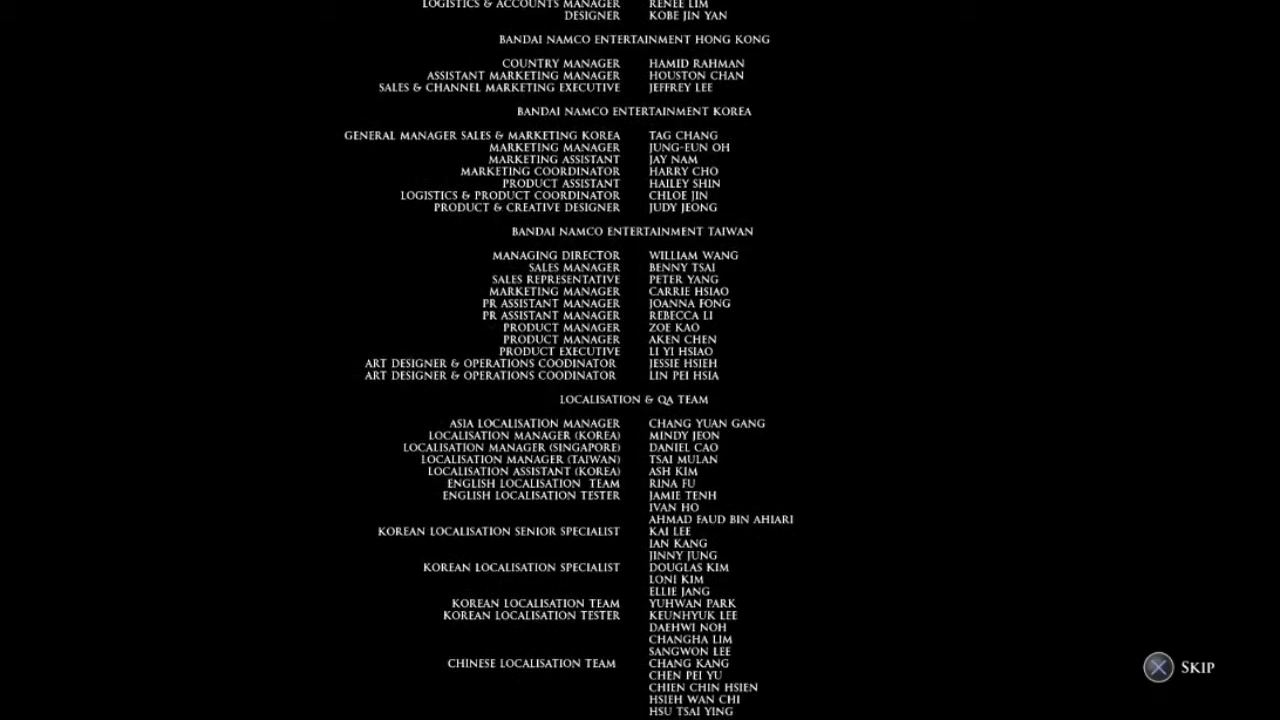 LOGISTICS & ACCOUNTS MANAGER RENEE LIM
DESIGNER KOBE JIN YAN
BANDAI NAMCO ENTERTAINMENT HONG KONG
COUNTRY MANAGER HAMID RAHMAN
ASSISTANT MARKETING MANAGER HOUSTON CHAN
SALES & CHANNEL MARKETING EXECUTIVE JEFFREY LEE
BANDAI NAMCO ENTERTAINMENT KOREA
GENERAL MANAGER SALES & MARKETING KOREA TAG CHANG
MARKETING MANAGER JUNG-EUN OH
MARKETING ASSISTANT JAY NAM
MARKETING COORDINATOR HARRY CHO
PRODUCT ASSISTANT HAILEY SHIN
LOGISTICS & PRODUCT COORDINATOR CHLOE JIN
PRODUCT & CREATIVE DESIGNER JUDY JEONG
BANDAI NAMCO ENTERTAINMENT TAIWAN
MANAGING DIRECTOR WILLIAM WANG
SALES MANAGER BENNY TSAI
SALES REPRESENTATIVE PETER YANG
MARKETING MANAGER CARRIE HSIAO
PR ASSISTANT MANAGER JOANNA FONG
PR ASSISTANT MANAGER REBECCA LI
PRODUCT MANAGER ZOE KAO
PRODUCT MANAGER AKEN CHEN
PRODUCT EXECUTIVE LI YI HSIAO
ART DESIGNER & OPERATIONS COODINATOR JESSIE HSIEH
ART DESIGNER & OPERATIONS COODINATOR LIN PEI HSIA
LOCALISATION & QA TEAM
ASIA LOCALISATION MANAGER CHANG YUAN GANG
LOCALISATION MANAGER (KOREA) MINDY JEON
LOCALISATION MANAGER (SINGAPORE) DANIEL CAO
LOCALISATION MANAGER (TAIWAN) TSAI MULAN
LOCALISATION ASSISTANT (KOREA) ASH KIM
ENGLISH LOCALISATION TEAM RINA FU
ENGLISH LOCALISATION TESTER JAMIE TENH
IVAN HO
AHMAD FAUD BIN AHIARI
KOREAN LOCALISATION SENIOR SPECIALIST KAI LEE
IAN KANG
JINNY JUNG
KOREAN LOCALISATION SPECIALIST DOUGLAS KIM
LONI KIM
ELLIE JANG
KOREAN LOCALISATION TEAM YUHWAN PARK
KOREAN LOCALISATION TESTER KEUNHYUK LEE
DAEHWI NOH
CHANGHA LIM
SANGWON LEE
CHINESE LOCALISATION TEAM CHANG KANG
CHEN PEI YU
CHIEN CHIN HSIEN
HSIEH WAN CHI
HSU TSAI YING
SKIP